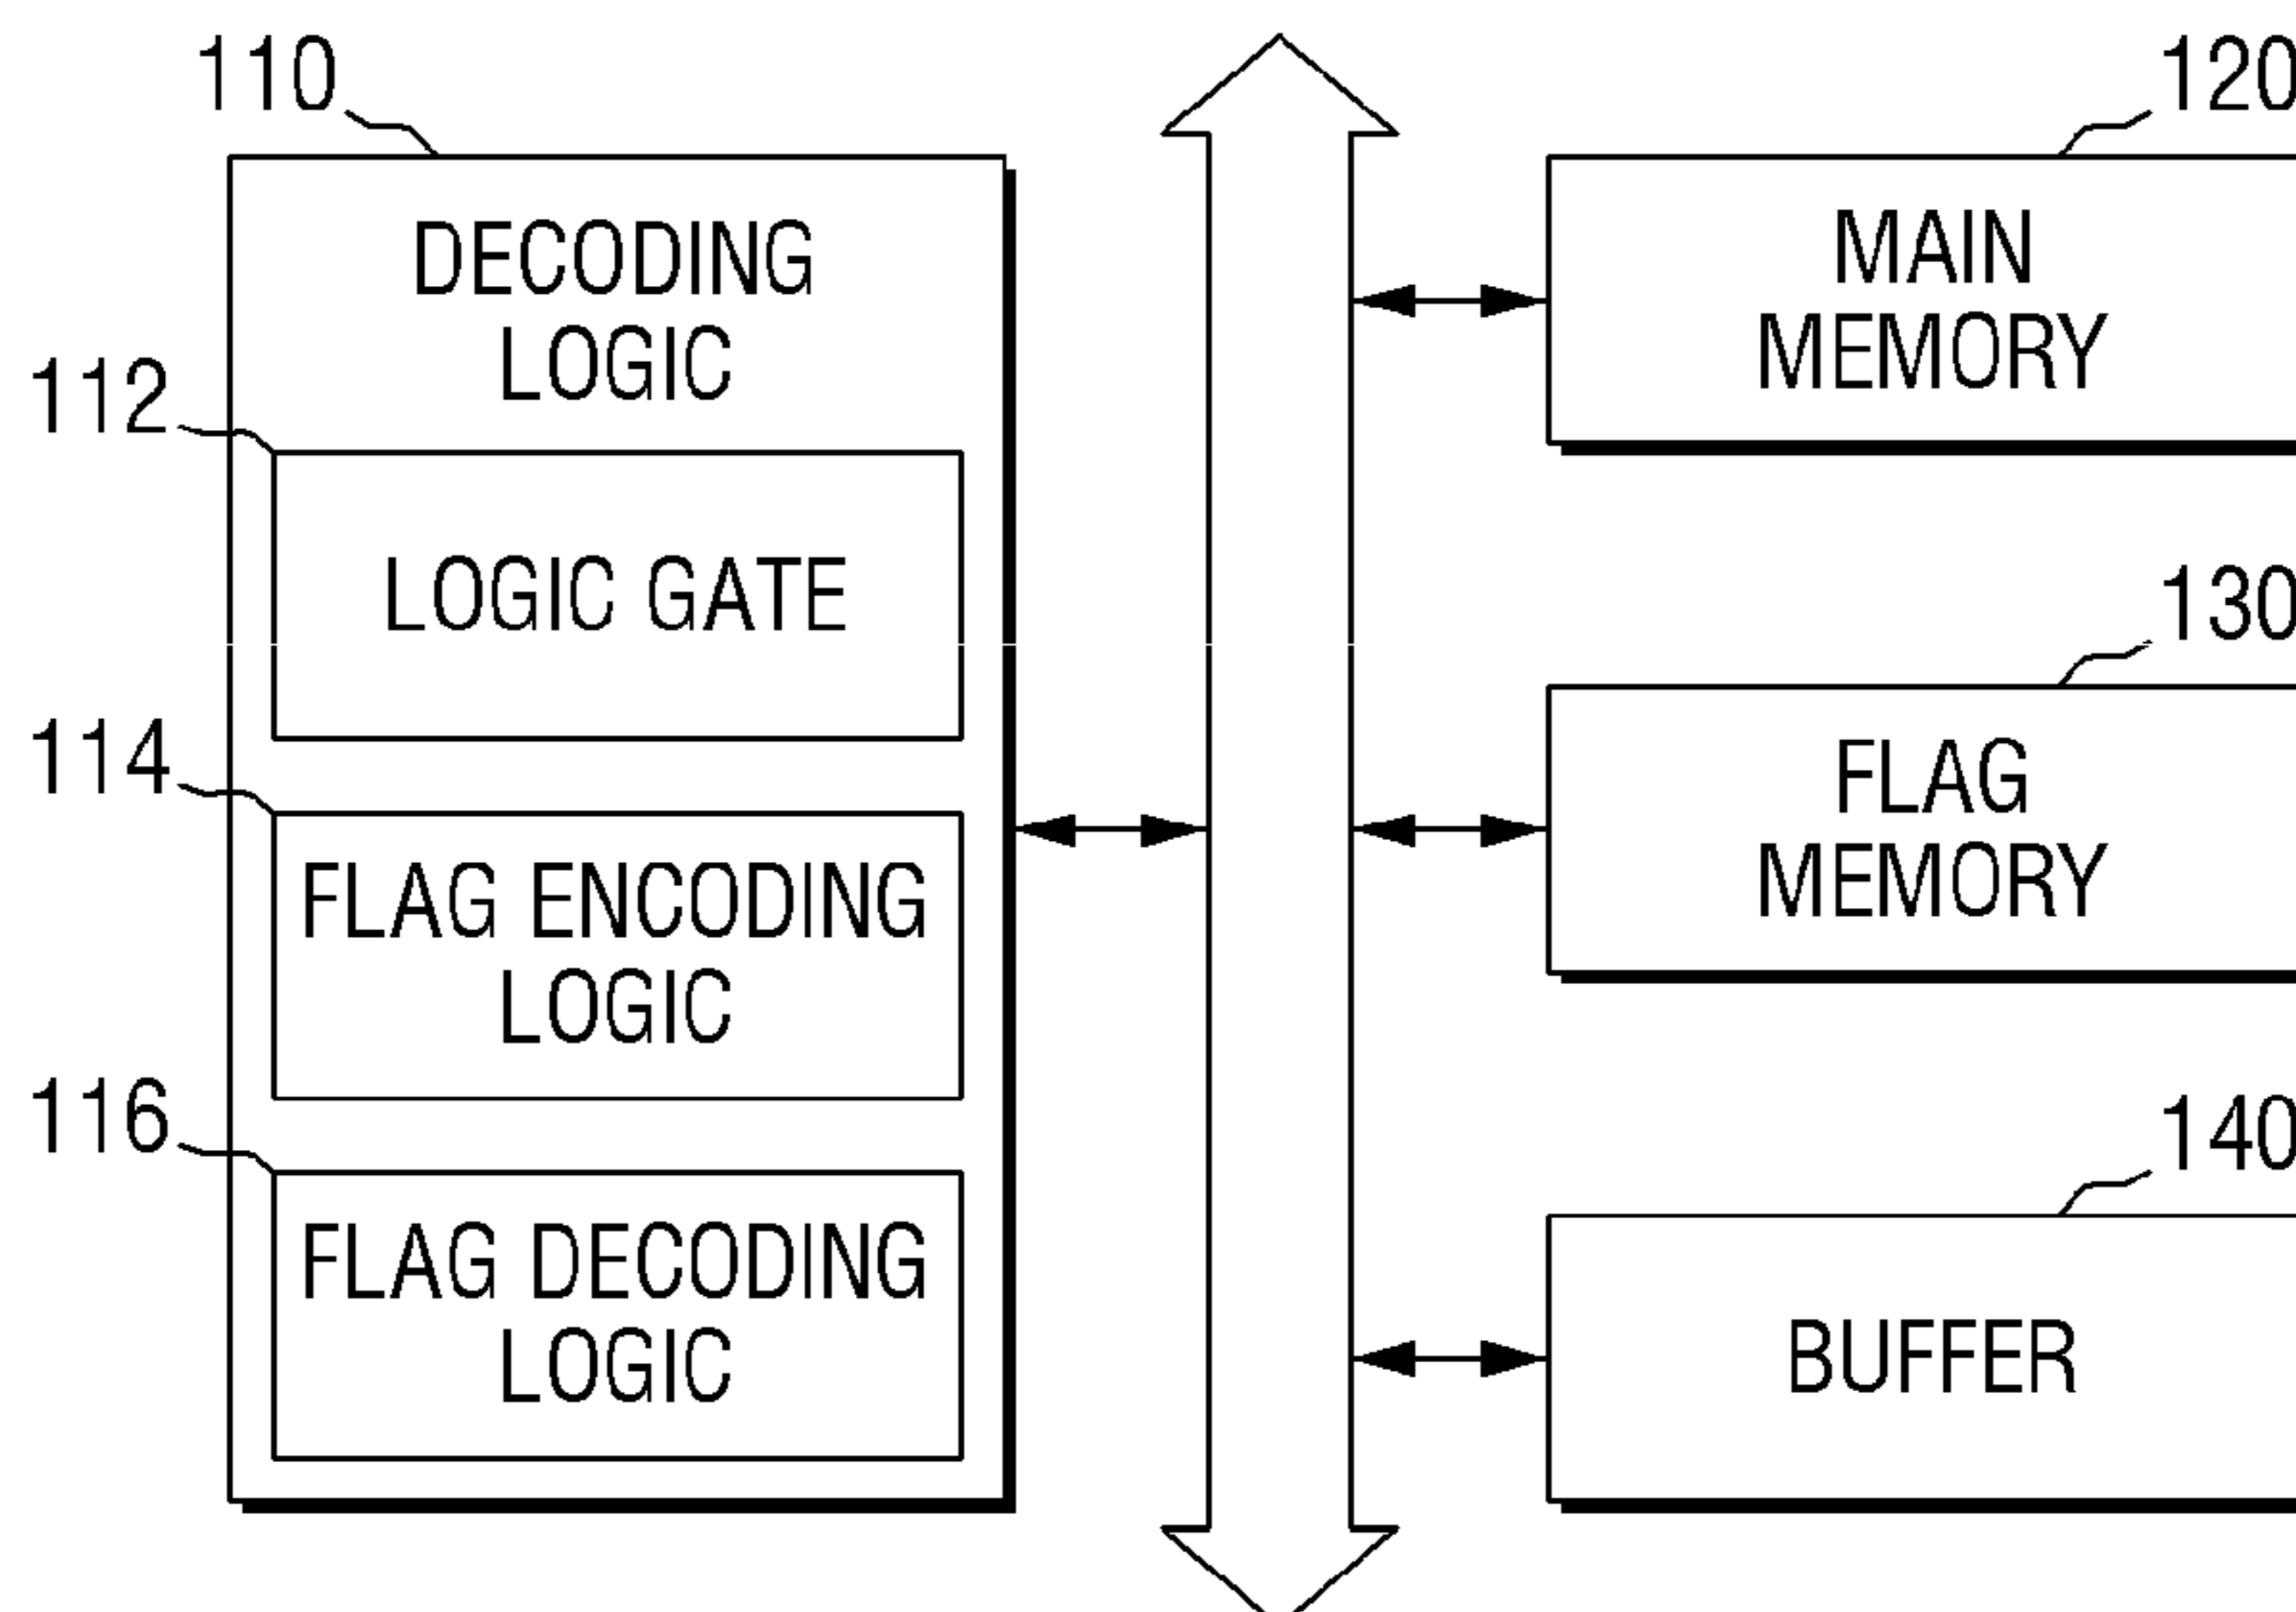 110
DECODING
LOGIC
112
LOGIC GATE
114
FLAG ENCODING
LOGIC
116
FLAG DECODING
LOGIC
120
MAIN
MEMORY
130
FLAG
MEMORY
140
BUFFER